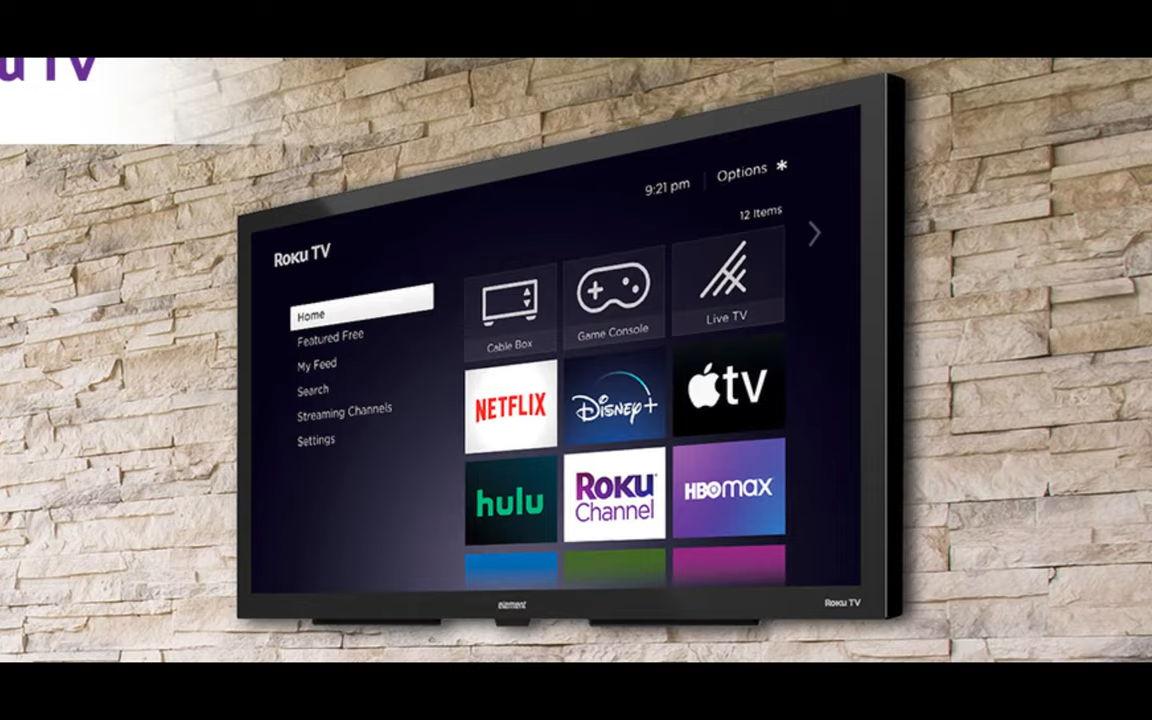 u TV
9:21 pm
Options *
12 Items
Roku TV
Home
Featured Free
My Feed
Search
Streaming Channels
Settings
Cable Box
Game Console
Live TV
NETFLIX
Disney+
tv
hulu
Roku
Channel
HBOmax
element
Roku TV